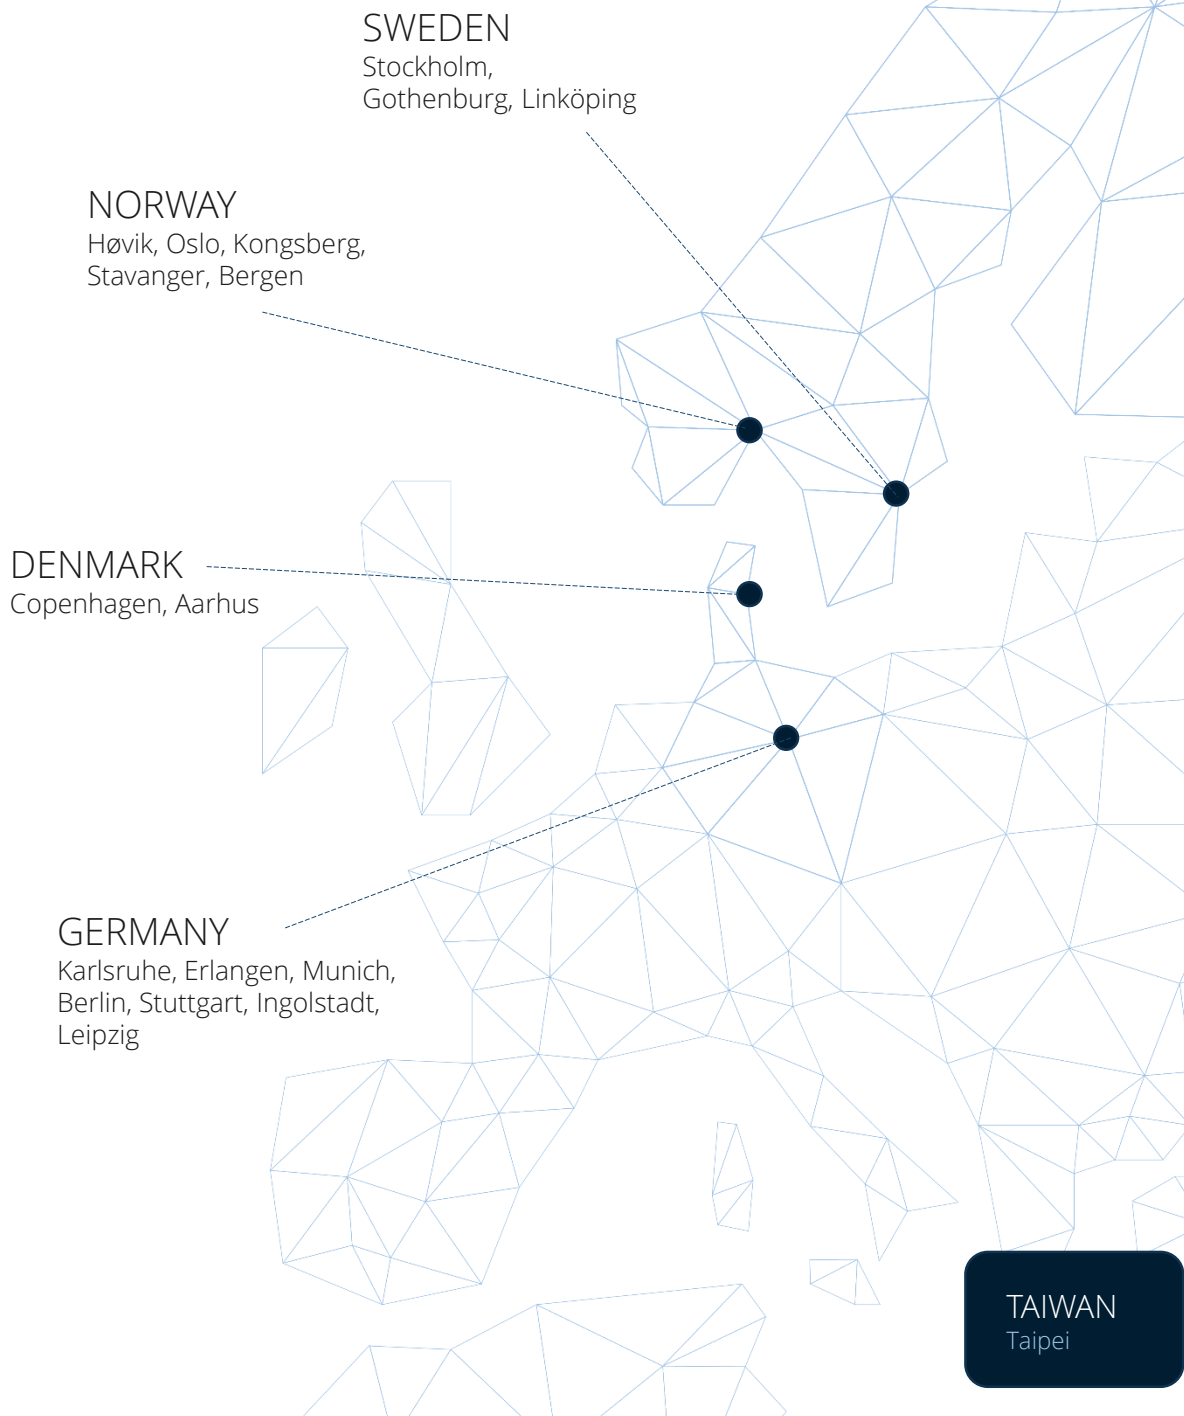 SWEDEN
Stockholm,
Gothenburg, Linköping
NORWAY
Høvik, Oslo, Kongsberg,
Stavanger, Bergen
DENMARK
Copenhagen, Aarhus
GERMANY
Karlsruhe, Erlangen, Munich,
Berlin, Stuttgart, Ingolstadt,
Leipzig
TAIWAN
Taipei